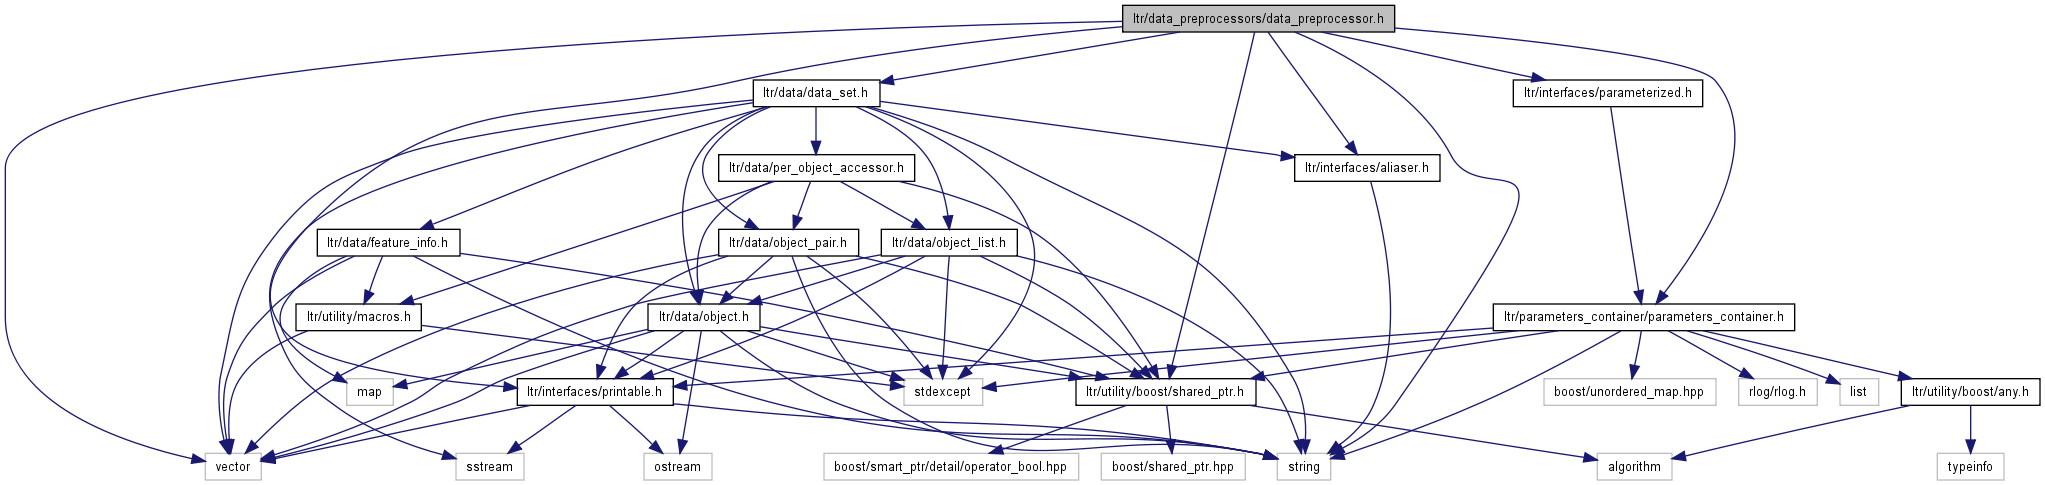 ltr/data_preprocessors/data_preprocessor.h
ltr/data/data_set.h
ltr/interfaces/parameterized.h
ltr/data/per_object_accessor.h
ltr/interfaces/aliaser.h
ltr/data/feature_info.h
ltr/data/object_pair.h
ltr/data/object_list.h
ltr/utility/macros.h
ltr/data/object.h
ltr/parameters_container/parameters_container.h
map
ltr/interfaces/printable.h
stdexcept
ltr/utility/boost/shared_ptr.h
boost/unordered_map.hpp
rlog/rlog.h
list
ltr/utility/boost/any.h
vector
sstream
ostream
boost/smart_ptr/detail/operator_bool.hpp
boost/shared_ptr.hpp
string
algorithm
typeinfo